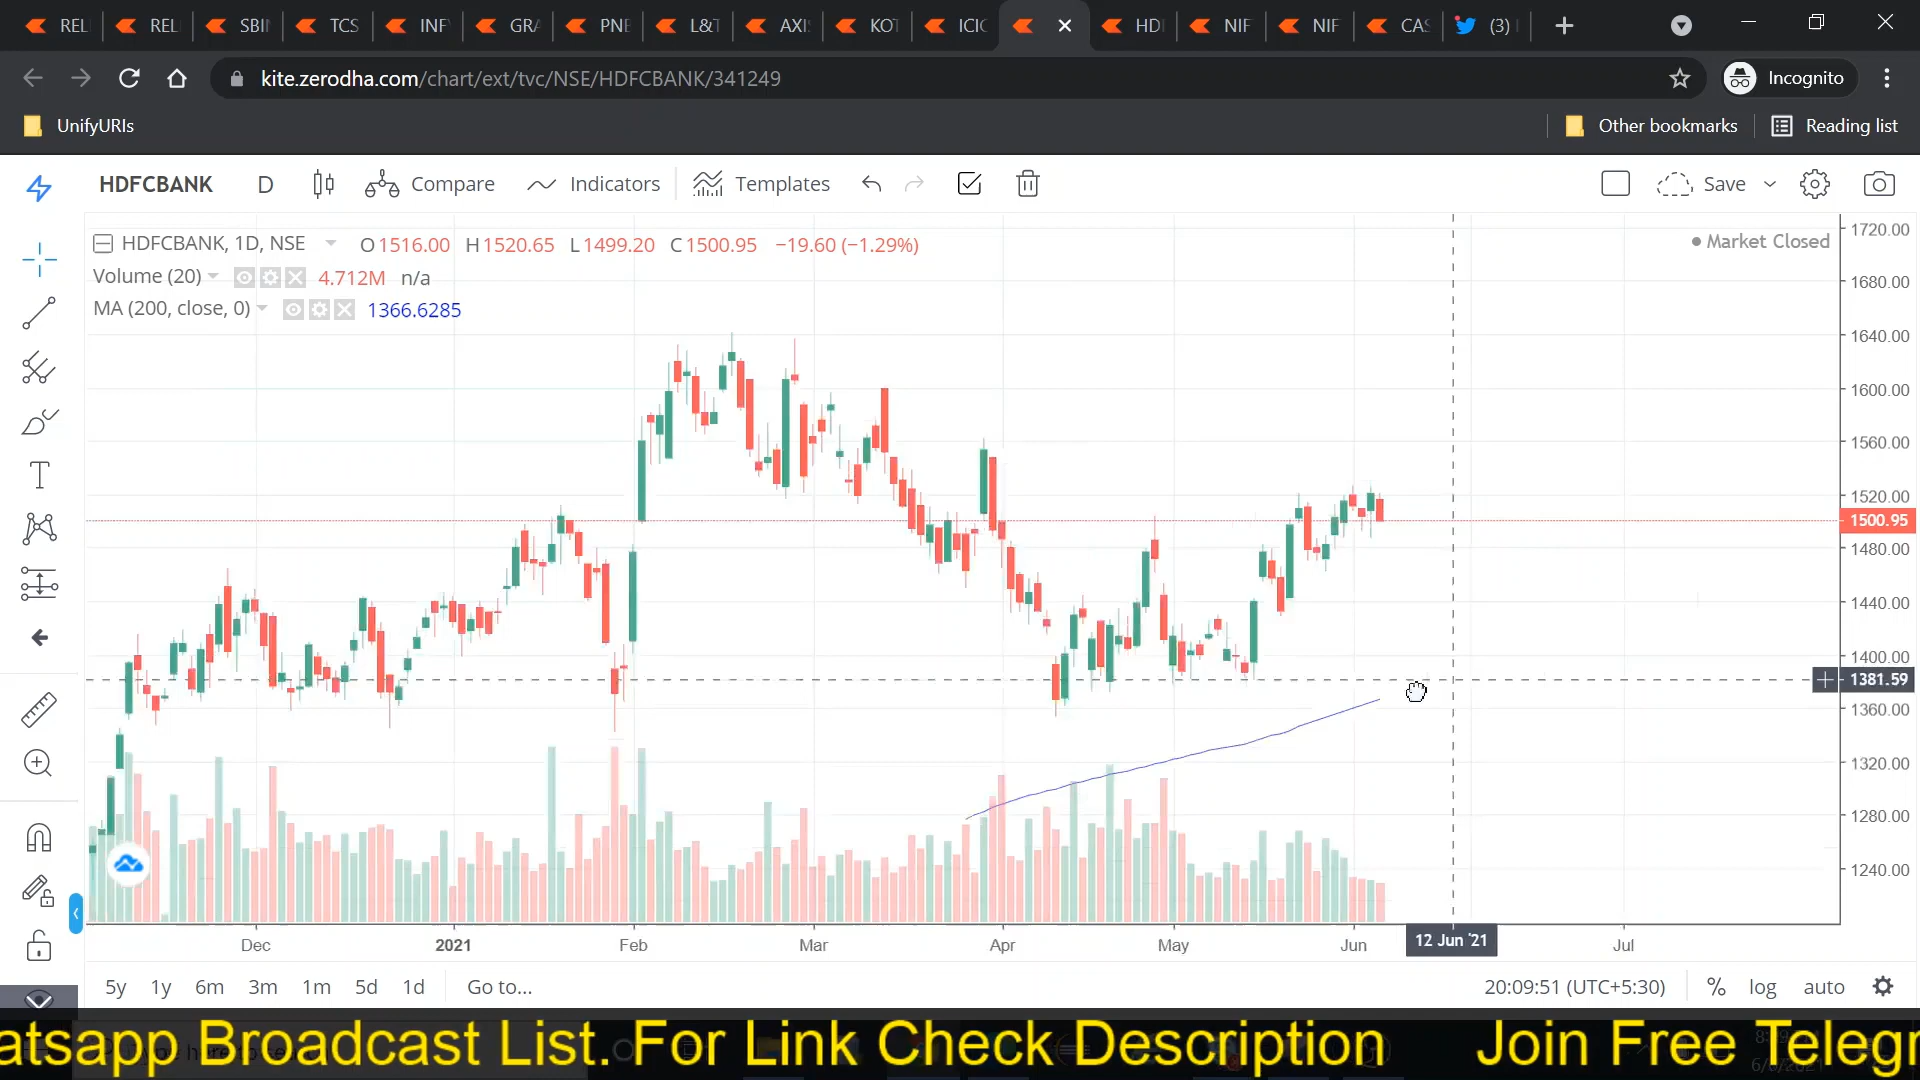 REL REL SBI TCS INF GRA PNE L&T AXI KOT ICIC HDI NIF NIF CAS (3)
kite.zerodha.com/chart/ext/tvc/NSE/HDFCBANK/341249 Incognito
UnifyURIs Other bookmarks Reading list
HDFCBANK D Compare Indicators Templates Save
HDFCBANK, 1D, NSE O1516.00 H1520.65 L1499.20 C1500.95 −19.60 (−1.29%)
Market Closed
Volume (20) 4.712M n/a
MA (200, close, 0) 1366.6285
1720.00
1680.00
1640.00
1600.00
1560.00
1520.00
1500.95
1480.00
1440.00
1400.00
1381.59
1360.00
1320.00
1280.00
1240.00
Dec 2021 Feb Mar Apr May Jun 12 Jun '21 Jul
5y 1y 6m 3m 1m 5d 1d Go to... 20:09:51 (UTC+5:30) % log auto
atsapp Broadcast List. For Link Check Description Join Free Telegr